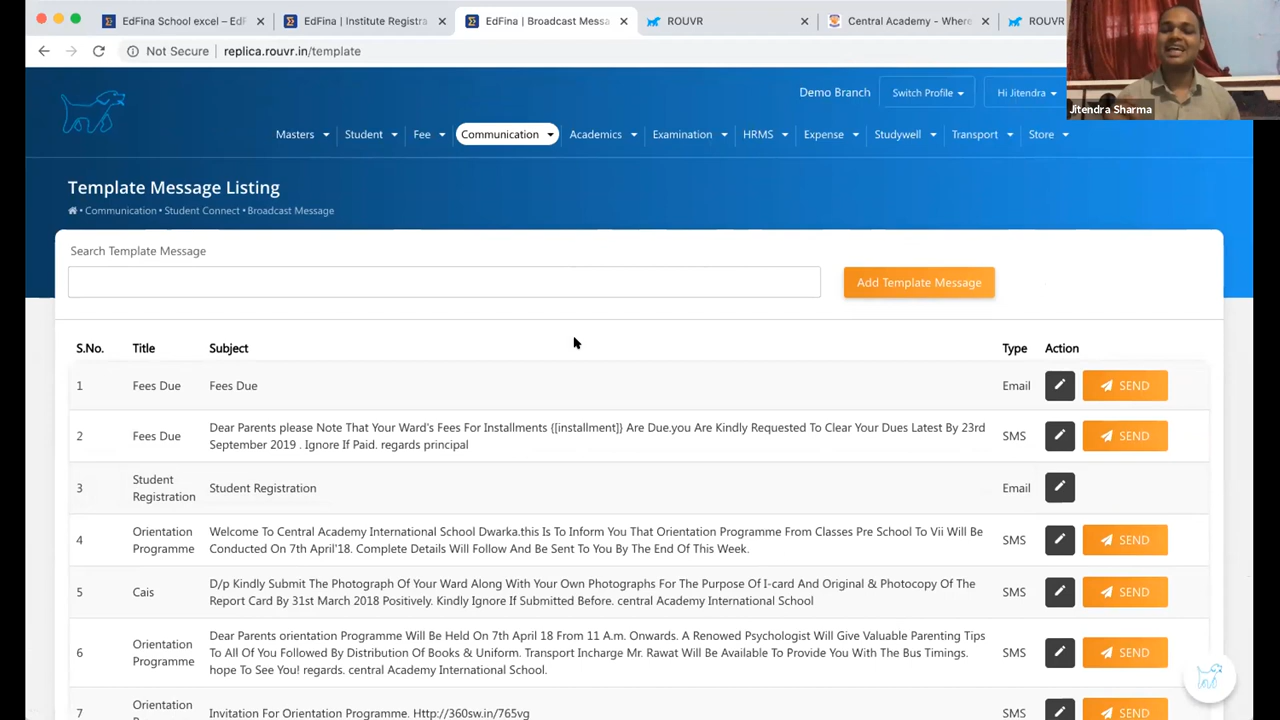 EdFina School excel – EdF
EdFina | Institute Registra
EdFina | Broadcast Messa
ROUVR
Central Academy - Where
ROUVR
Not Secure replica.rouvr.in/template
Jitendra Sharma
Demo Branch Switch Profile Hi Jitendra
Masters Student Fee Communication Academics Examination HRMS Expense Studywell Transport Store
Template Message Listing
• Communication • Student Connect • Broadcast Message
Search Template Message
Add Template Message
S.No. Title Subject Type Action
1 Fees Due Fees Due Email SEND
2 Fees Due Dear Parents please Note That Your Ward's Fees For Installments {[installment]} Are Due.you Are Kindly Requested To Clear Your Dues Latest By 23rd
September 2019 . Ignore If Paid. regards principal SMS SEND
3 Student
Registration Student Registration Email
4 Orientation
Programme Welcome To Central Academy International School Dwarka.this Is To Inform You That Orientation Programme From Classes Pre School To Vii Will Be
Conducted On 7th April'18. Complete Details Will Follow And Be Sent To You By The End Of This Week. SMS SEND
5 Cais D/p Kindly Submit The Photograph Of Your Ward Along With Your Own Photographs For The Purpose Of I-card And Original & Photocopy Of The
Report Card By 31st March 2018 Positively. Kindly Ignore If Submitted Before. central Academy International School SMS SEND
6 Orientation
Programme Dear Parents orientation Programme Will Be Held On 7th April 18 From 11 A.m. Onwards. A Renowed Psychologist Will Give Valuable Parenting Tips
To All Of You Followed By Distribution Of Books & Uniform. Transport Incharge Mr. Rawat Will Be Available To Provide You With The Bus Timings.
hope To See You! regards. central Academy International School. SMS SEND
7 Orientation
Invitation For Orientation Programme. Http://360sw.in/765vg SMS SEND